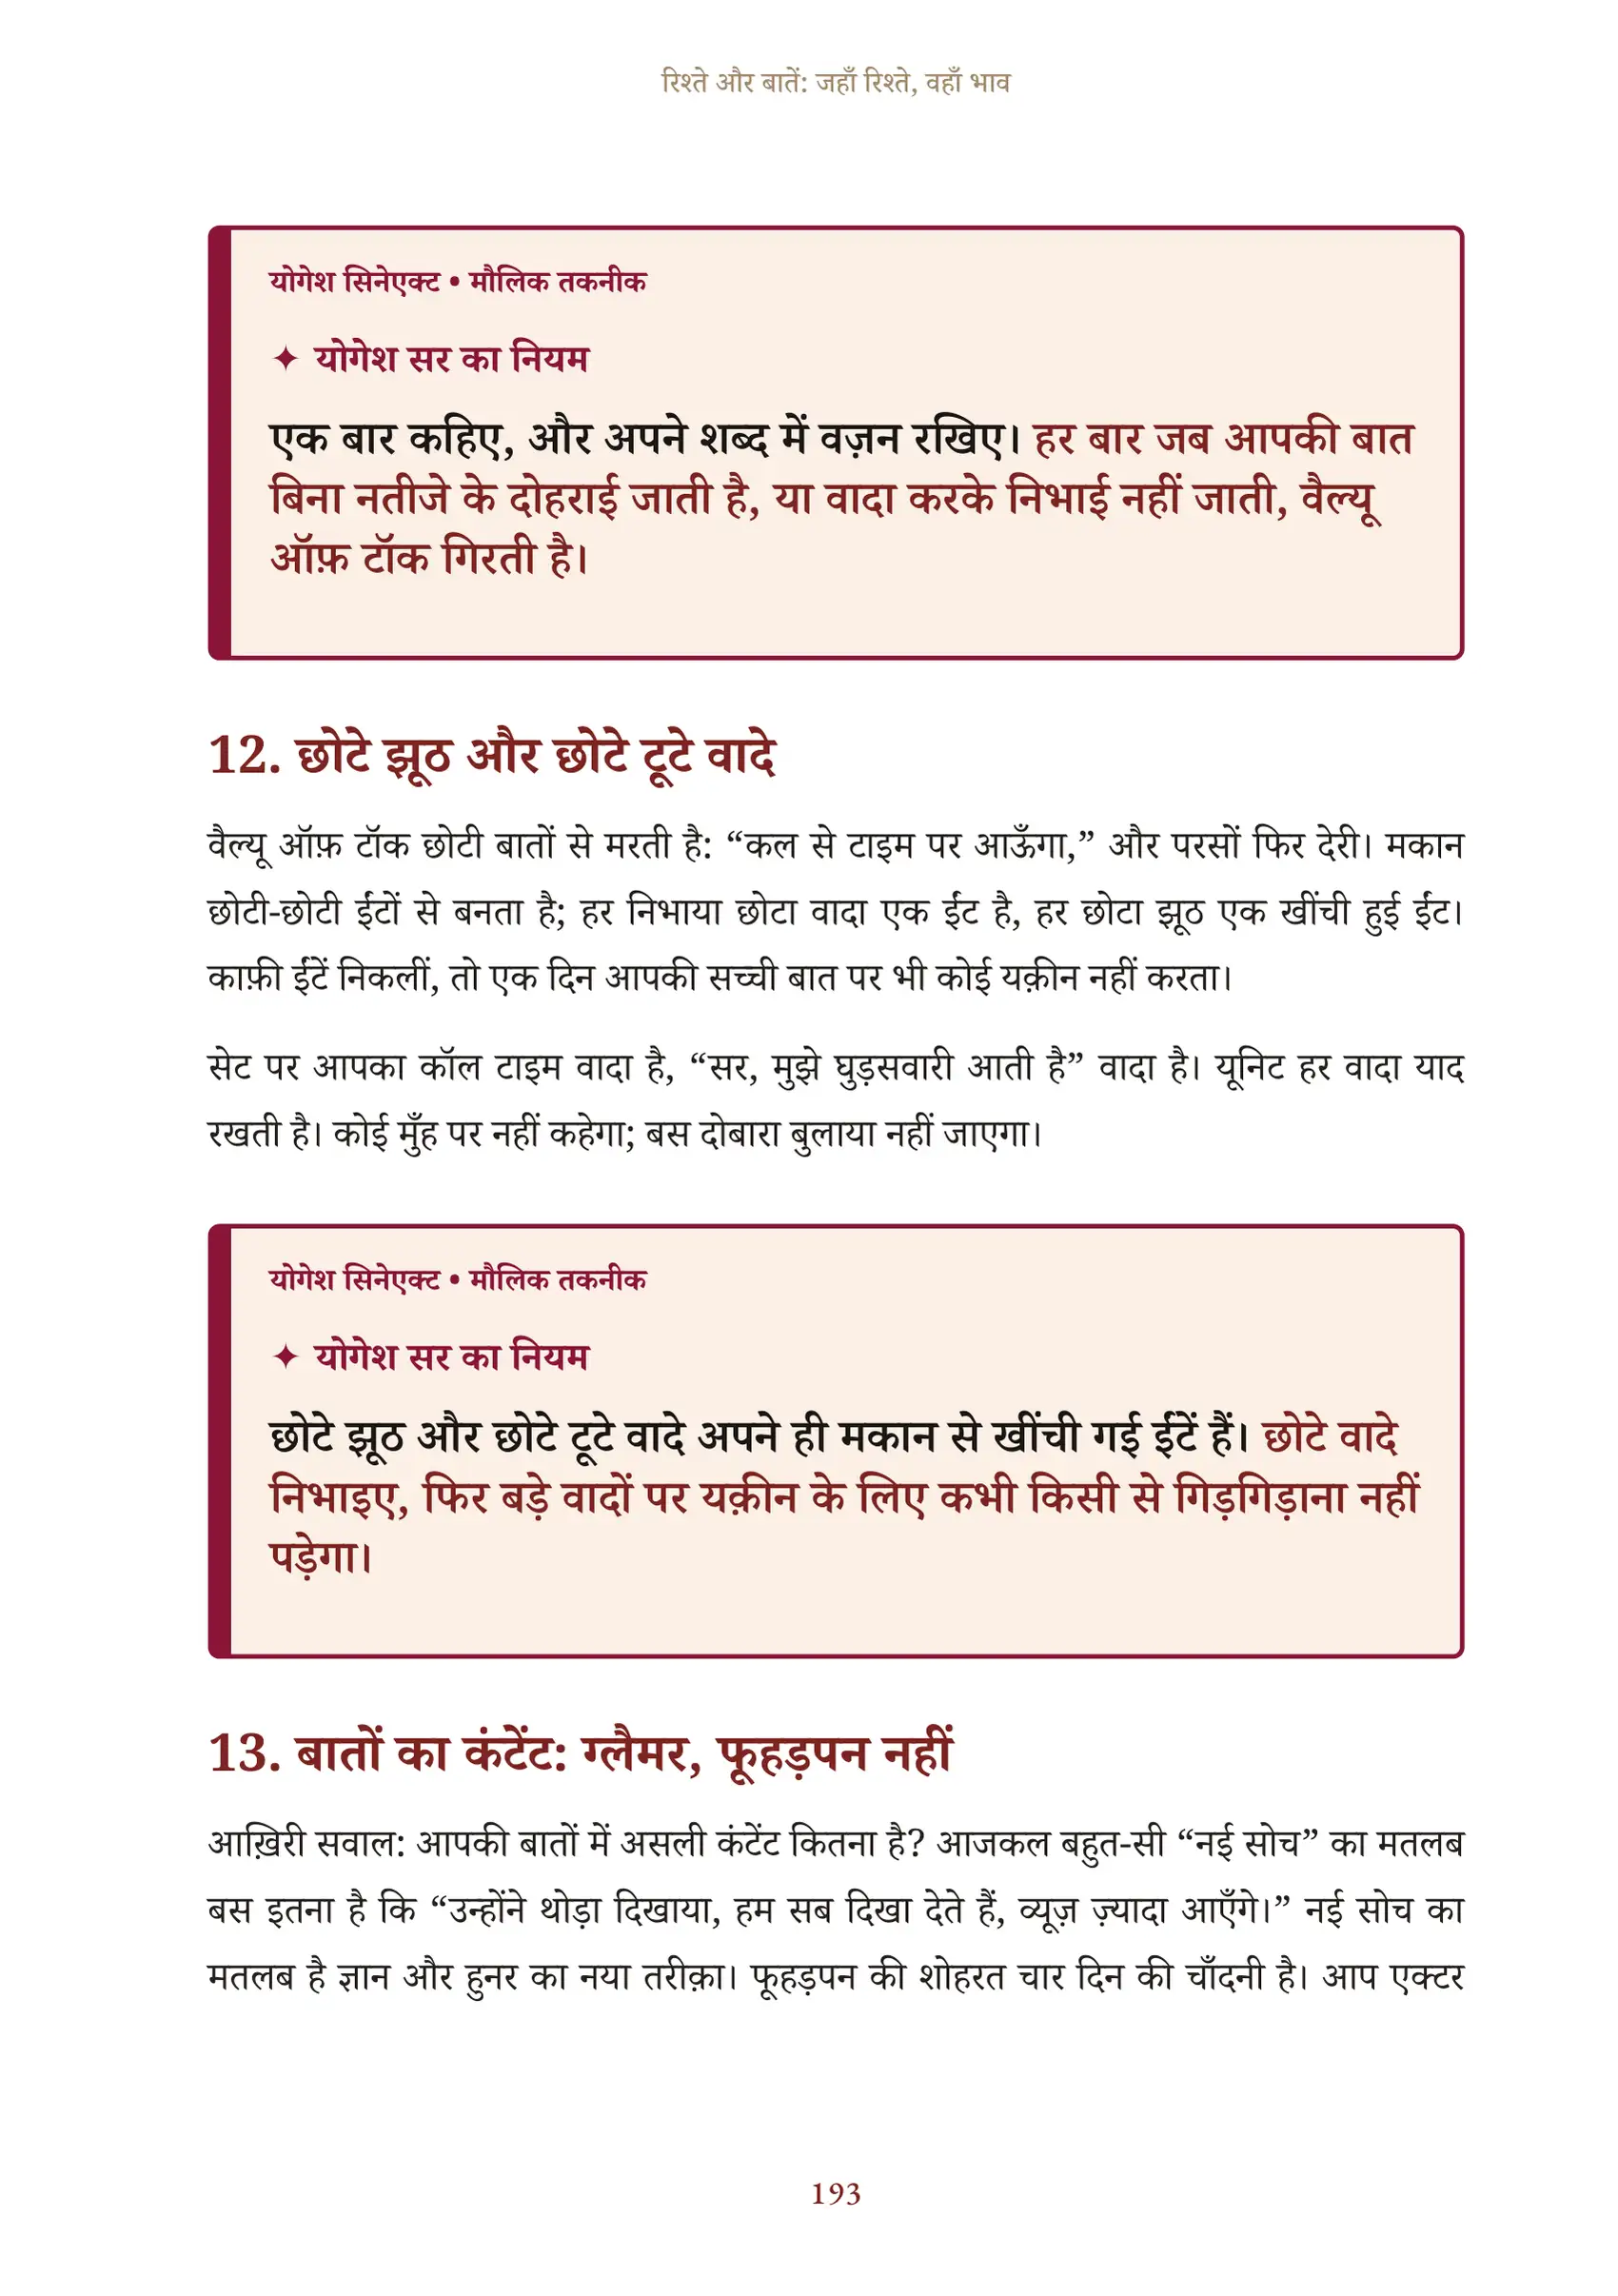 रिश्ते और बातें: जहाँ रिश्ते, वहाँ भाव
योगेश सिनेएक्ट • मौलिक तकनीक
✦ योगेश सर का नियम
एक बार कहिए, और अपने शब्द में वज़न रखिए। हर बार जब आपकी बात
बिना नतीजे के दोहराई जाती है, या वादा करके निभाई नहीं जाती, वैल्यू
ऑफ़ टॉक गिरती है।
12. छोटे झूठ और छोटे टूटे वादे
वैल्यू ऑफ़ टॉक छोटी बातों से मरती है: “कल से टाइम पर आऊँगा,” और परसों फिर देरी। मकान
छोटी-छोटी ईंटों से बनता है; हर निभाया छोटा वादा एक ईंट है, हर छोटा झूठ एक खींची हुई ईंट।
काफ़ी ईंटें निकलीं, तो एक दिन आपकी सच्ची बात पर भी कोई यक़ीन नहीं करता।
सेट पर आपका कॉल टाइम वादा है, “सर, मुझे घुड़सवारी आती है” वादा है। यूनिट हर वादा याद
रखती है। कोई मुँह पर नहीं कहेगा; बस दोबारा बुलाया नहीं जाएगा।
योगेश सिनेएक्ट • मौलिक तकनीक
✦ योगेश सर का नियम
छोटे झूठ और छोटे टूटे वादे अपने ही मकान से खींची गई ईंटें हैं। छोटे वादे
निभाइए, फिर बड़े वादों पर यक़ीन के लिए कभी किसी से गिड़गिड़ाना नहीं
पड़ेगा।
13. बातों का कंटेंट: ग्लैमर, फूहड़पन नहीं
आख़िरी सवाल: आपकी बातों में असली कंटेंट कितना है? आजकल बहुत-सी “नई सोच” का मतलब
बस इतना है कि “उन्होंने थोड़ा दिखाया, हम सब दिखा देते हैं, व्यूज़ ज़्यादा आएँगे।” नई सोच का
मतलब है ज्ञान और हुनर का नया तरीक़ा। फूहड़पन की शोहरत चार दिन की चाँदनी है। आप एक्टर
193